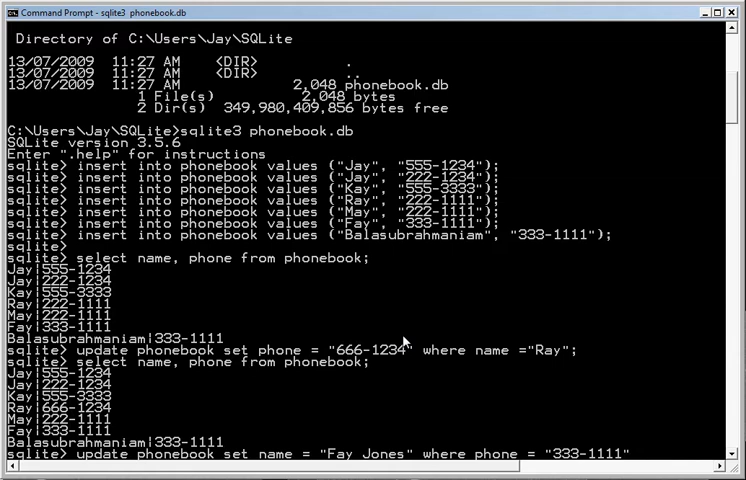 Command Prompt - sqlite3 phonebook.db
Directory of C:\Users\Jay\SQLite
13/07/2009  11:27 AM    <DIR>          .
13/07/2009  11:27 AM    <DIR>          ..
13/07/2009  11:27 AM             2,048 phonebook.db
1 File(s)          2,048 bytes
2 Dir(s)  349,980,409,856 bytes free
C:\Users\Jay\SQLite>sqlite3 phonebook.db
SQLite version 3.5.6
Enter ".help" for instructions
sqlite> insert into phonebook values ("Jay", "555-1234");
sqlite> insert into phonebook values ("Jay", "222-1234");
sqlite> insert into phonebook values ("Kay", "555-3333");
sqlite> insert into phonebook values ("Ray", "222-1111");
sqlite> insert into phonebook values ("May", "222-1111");
sqlite> insert into phonebook values ("Fay", "333-1111");
sqlite> insert into phonebook values ("Balasubrahmaniam", "333-1111");
sqlite>
sqlite> select name, phone from phonebook;
Jay|555-1234
Jay|222-1234
Kay|555-3333
Ray|222-1111
May|222-1111
Fay|333-1111
Balasubrahmaniam|333-1111
sqlite> update phonebook set phone = "666-1234" where name ="Ray";
sqlite> select name, phone from phonebook;
Jay|555-1234
Jay|222-1234
Kay|555-3333
Ray|666-1234
May|222-1111
Fay|333-1111
Balasubrahmaniam|333-1111
sqlite> update phonebook set name = "Fay Jones" where phone = "333-1111"